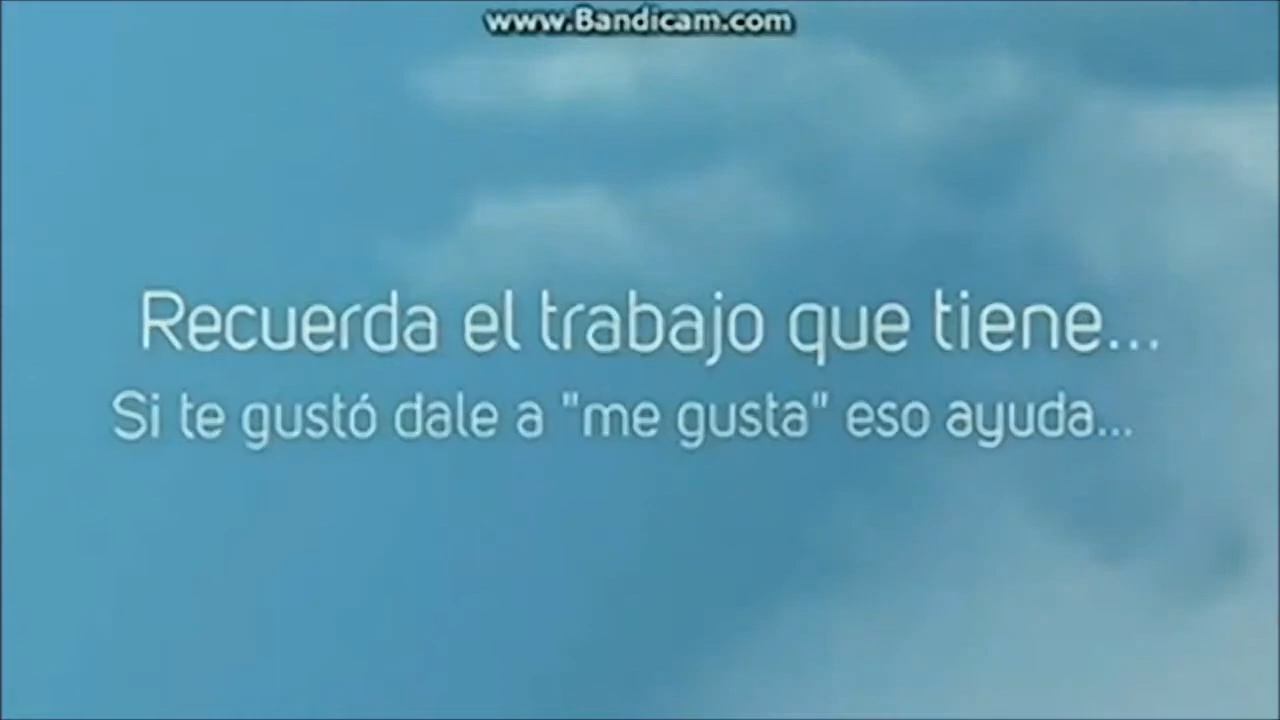 www.Bandicam.com
Recuerda el trabajo que tiene...
Si te gustó dale a "me gusta" eso ayuda...